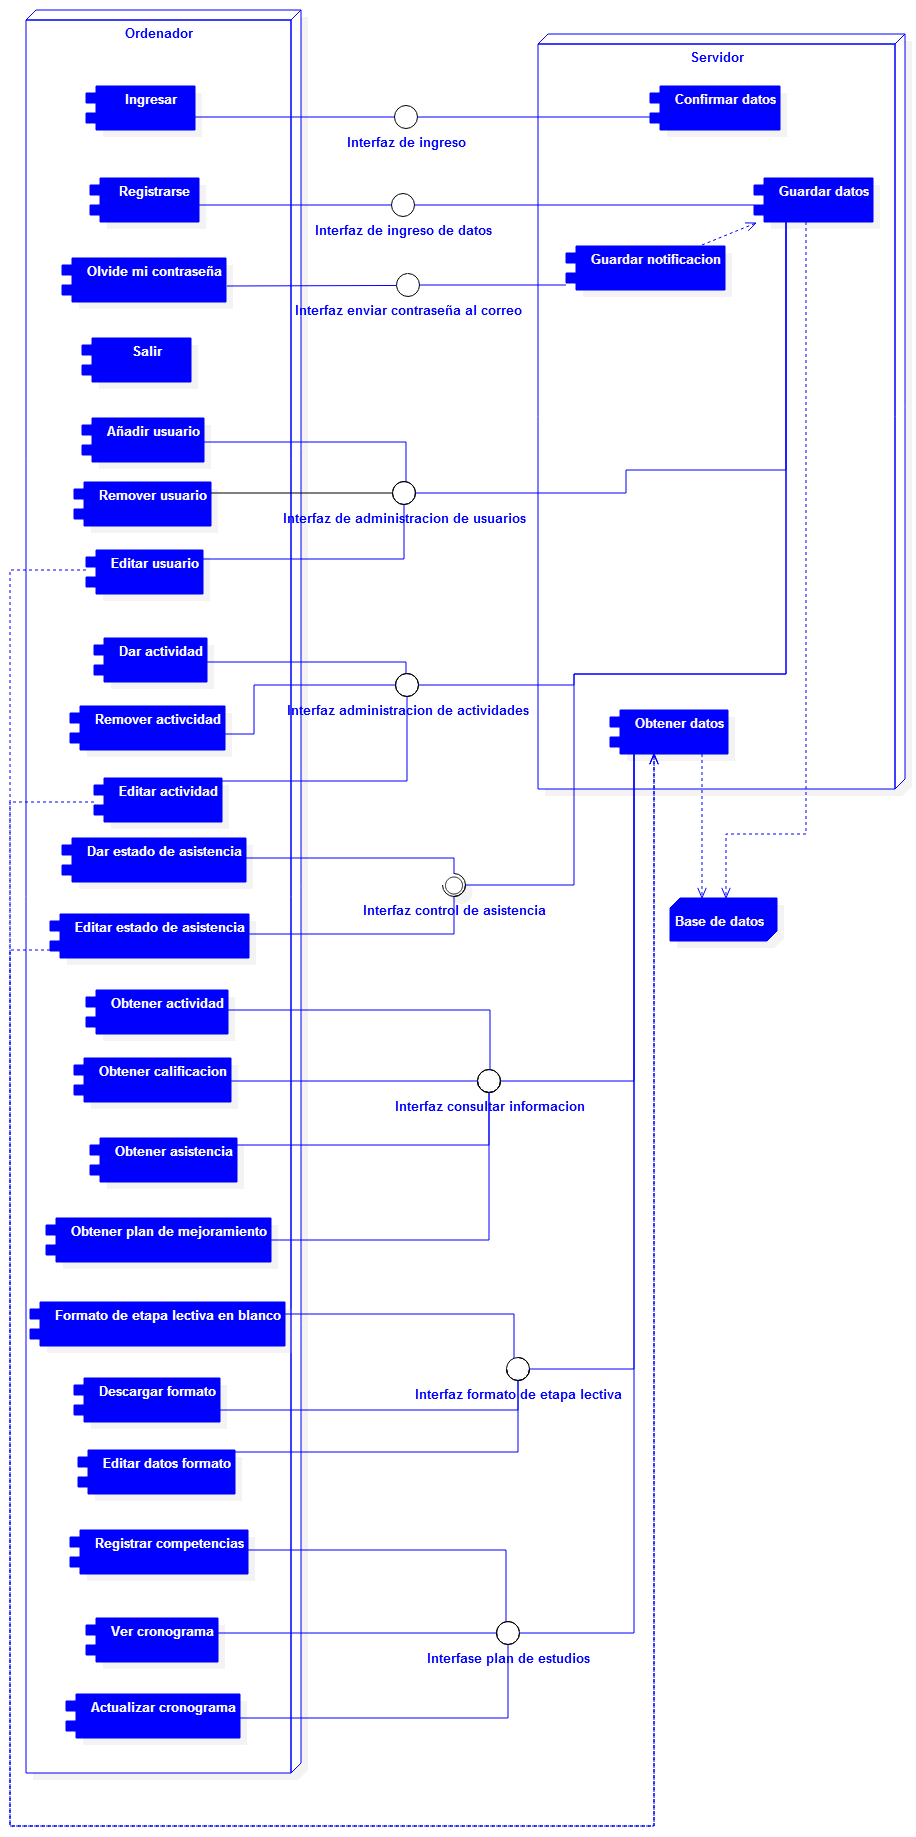 Ordenador
Servidor
Ingresar
Confirmar datos
Interfaz de ingreso
Registrarse
Guardar datos
Interfaz de ingreso de datos
Guardar notificacion
Olvide mi contraseña
Interfaz enviar contraseña al correo
Salir
Añadir usuario
Remover usuario
Interfaz de administracion de usuarios
Editar usuario
Dar actividad
Remover activcidad
Interfaz administracion de actividades
Obtener datos
Editar actividad
Dar estado de asistencia
Interfaz control de asistencia
Editar estado de asistencia
Base de datos
Obtener actividad
Obtener calificacion
Interfaz consultar informacion
Obtener asistencia
Obtener plan de mejoramiento
Formato de etapa lectiva en blanco
Descargar formato
Interfaz formato de etapa lectiva
Editar datos formato
Registrar competencias
Ver cronograma
Interfase plan de estudios
Actualizar cronograma